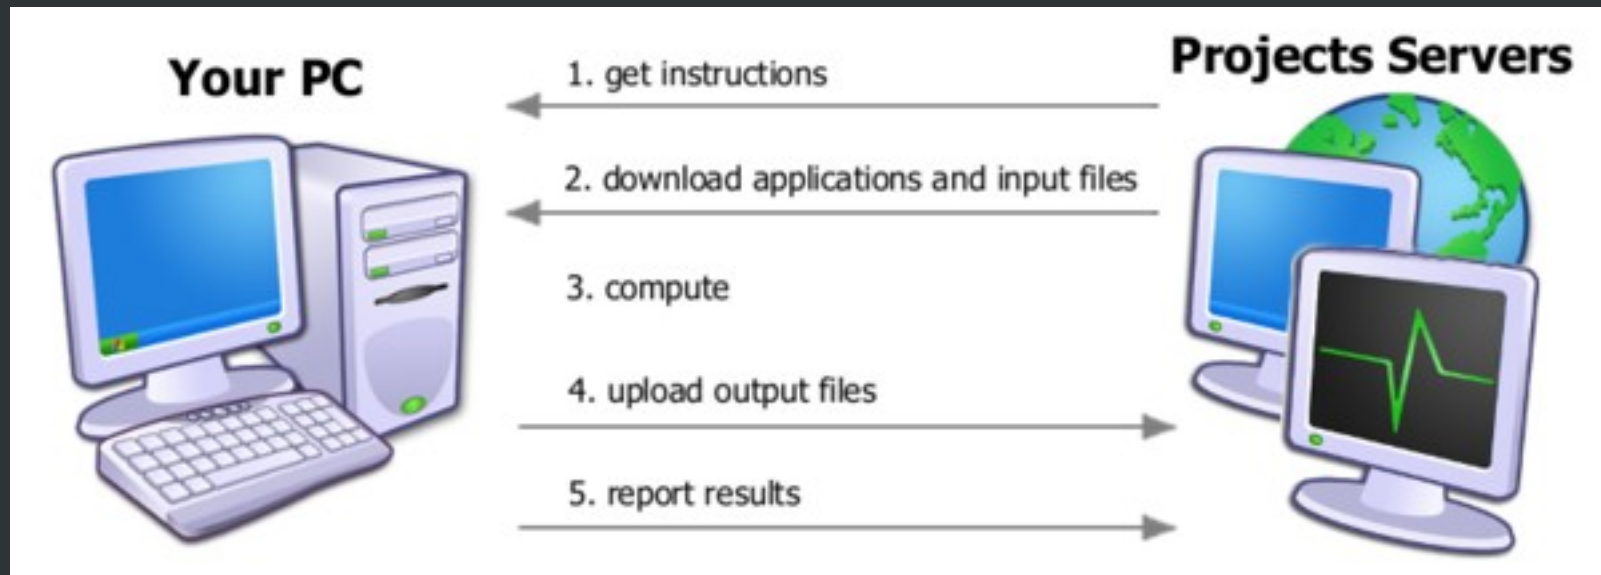 Your PC
Projects Servers
1. get instructions
2. download applications and input files
3. compute
4. upload output files
5. report results